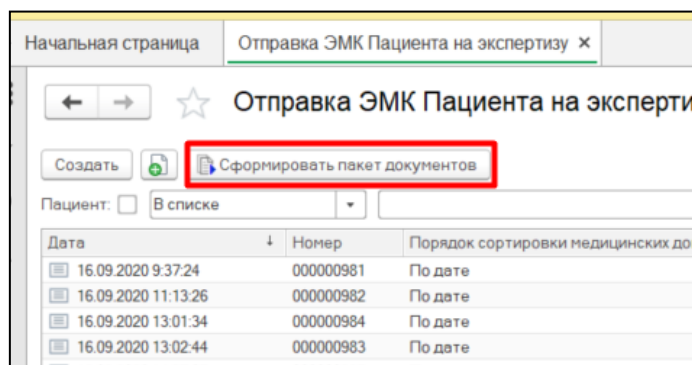 Начальная страница Отправка ЭМК Пациента на экспертизу ×
Отправка ЭМК Пациента на эксперти
Создать Сформировать пакет документов
Пациент: В списке
Дата ↓ Номер Порядок сортировки медицинских до
16.09.2020 9:37:24 000000981 По дате
16.09.2020 11:13:26 000000982 По дате
16.09.2020 13:01:34 000000984 По дате
16.09.2020 13:02:44 000000983 По дате